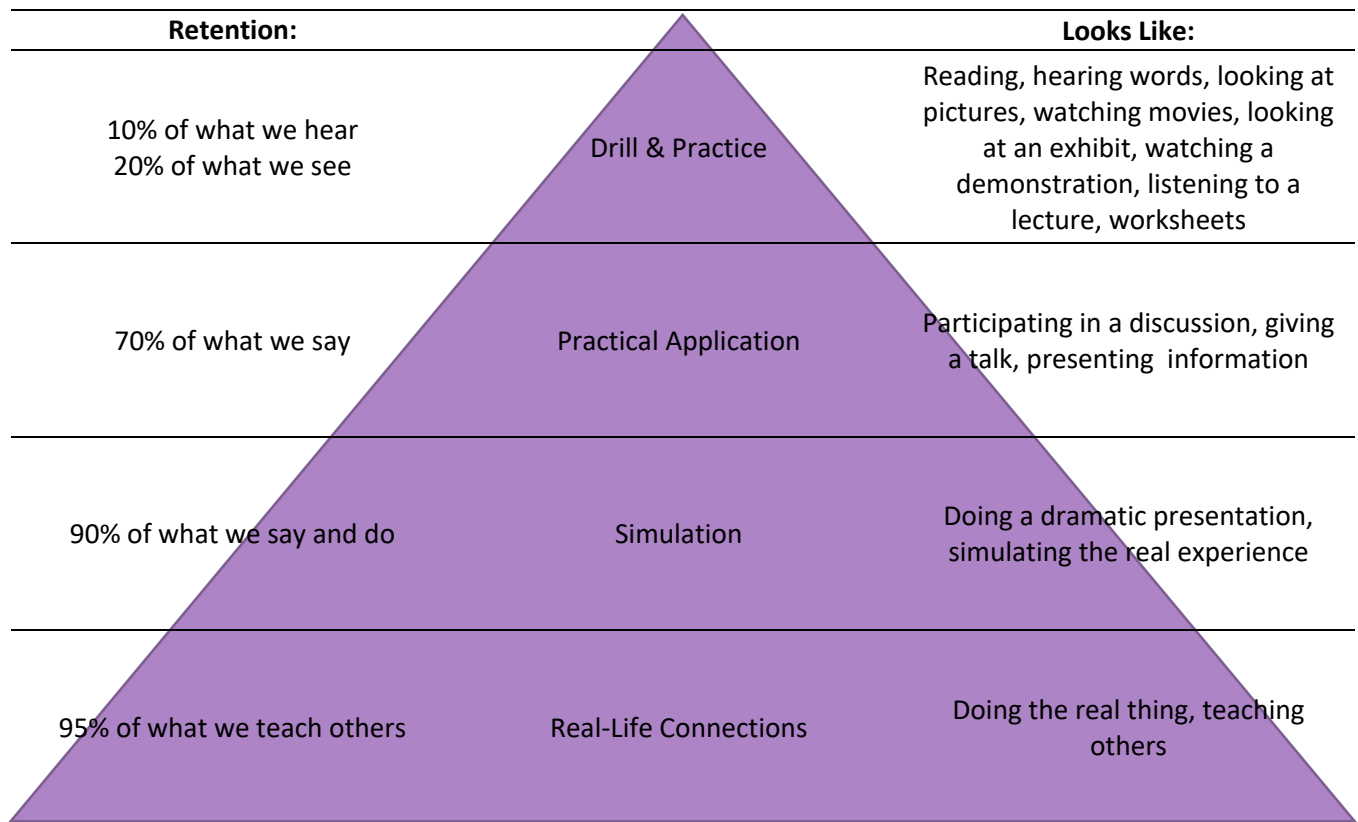 Retention:
Looks Like:
10% of what we hear
20% of what we see
Drill & Practice
Reading, hearing words, looking at
pictures, watching movies, looking
at an exhibit, watching a
demonstration, listening to a
lecture, worksheets
70% of what we say
Practical Application
Participating in a discussion, giving
a talk, presenting  information
90% of what we say and do
Simulation
Doing a dramatic presentation,
simulating the real experience
95% of what we teach others
Real-Life Connections
Doing the real thing, teaching
others